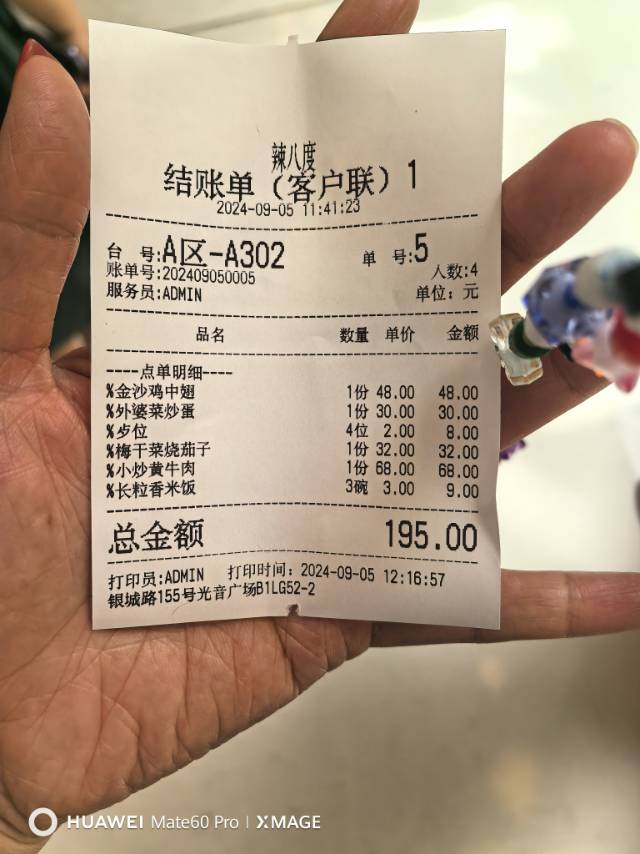 辣八度
结账单（客户联）1
2024-09-05 11:41:23
台 号:A区-A302 单 号:5
账单号:202409050005 人数:4
服务员:ADMIN 单位：元
品名 数量 单价 金额
----点单明细----
%金沙鸡中翅 1份 48.00 48.00
%外婆菜炒蛋 1份 30.00 30.00
%歺位 4位 2.00 8.00
%梅干菜烧茄子 1份 32.00 32.00
%小炒黄牛肉 1份 68.00 68.00
%长粒香米饭 3碗 3.00 9.00
总金额 195.00
打印员:ADMIN 打印时间：2024-09-05 12:16:57
银城路155号光音广场B1LG52-2
HUAWEI Mate60 Pro | XMAGE